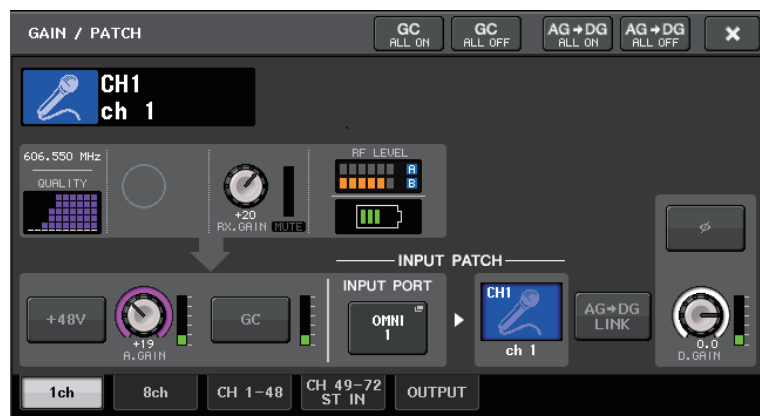 GAIN / PATCH
GC ALL ON
GC ALL OFF
AG→DG ALL ON
AG→DG ALL OFF
CH1
ch 1
606.550 MHz
QUALITY
+20
RX.GAIN MUTE
RF LEVEL
A
B
INPUT PATCH
+48V
+19
A.GAIN
GC
INPUT PORT
OMNI
1
CH1
ch 1
AG→DG
LINK
ø
0.0
D.GAIN
1ch
8ch
CH 1-48
CH 49-72
ST IN
OUTPUT